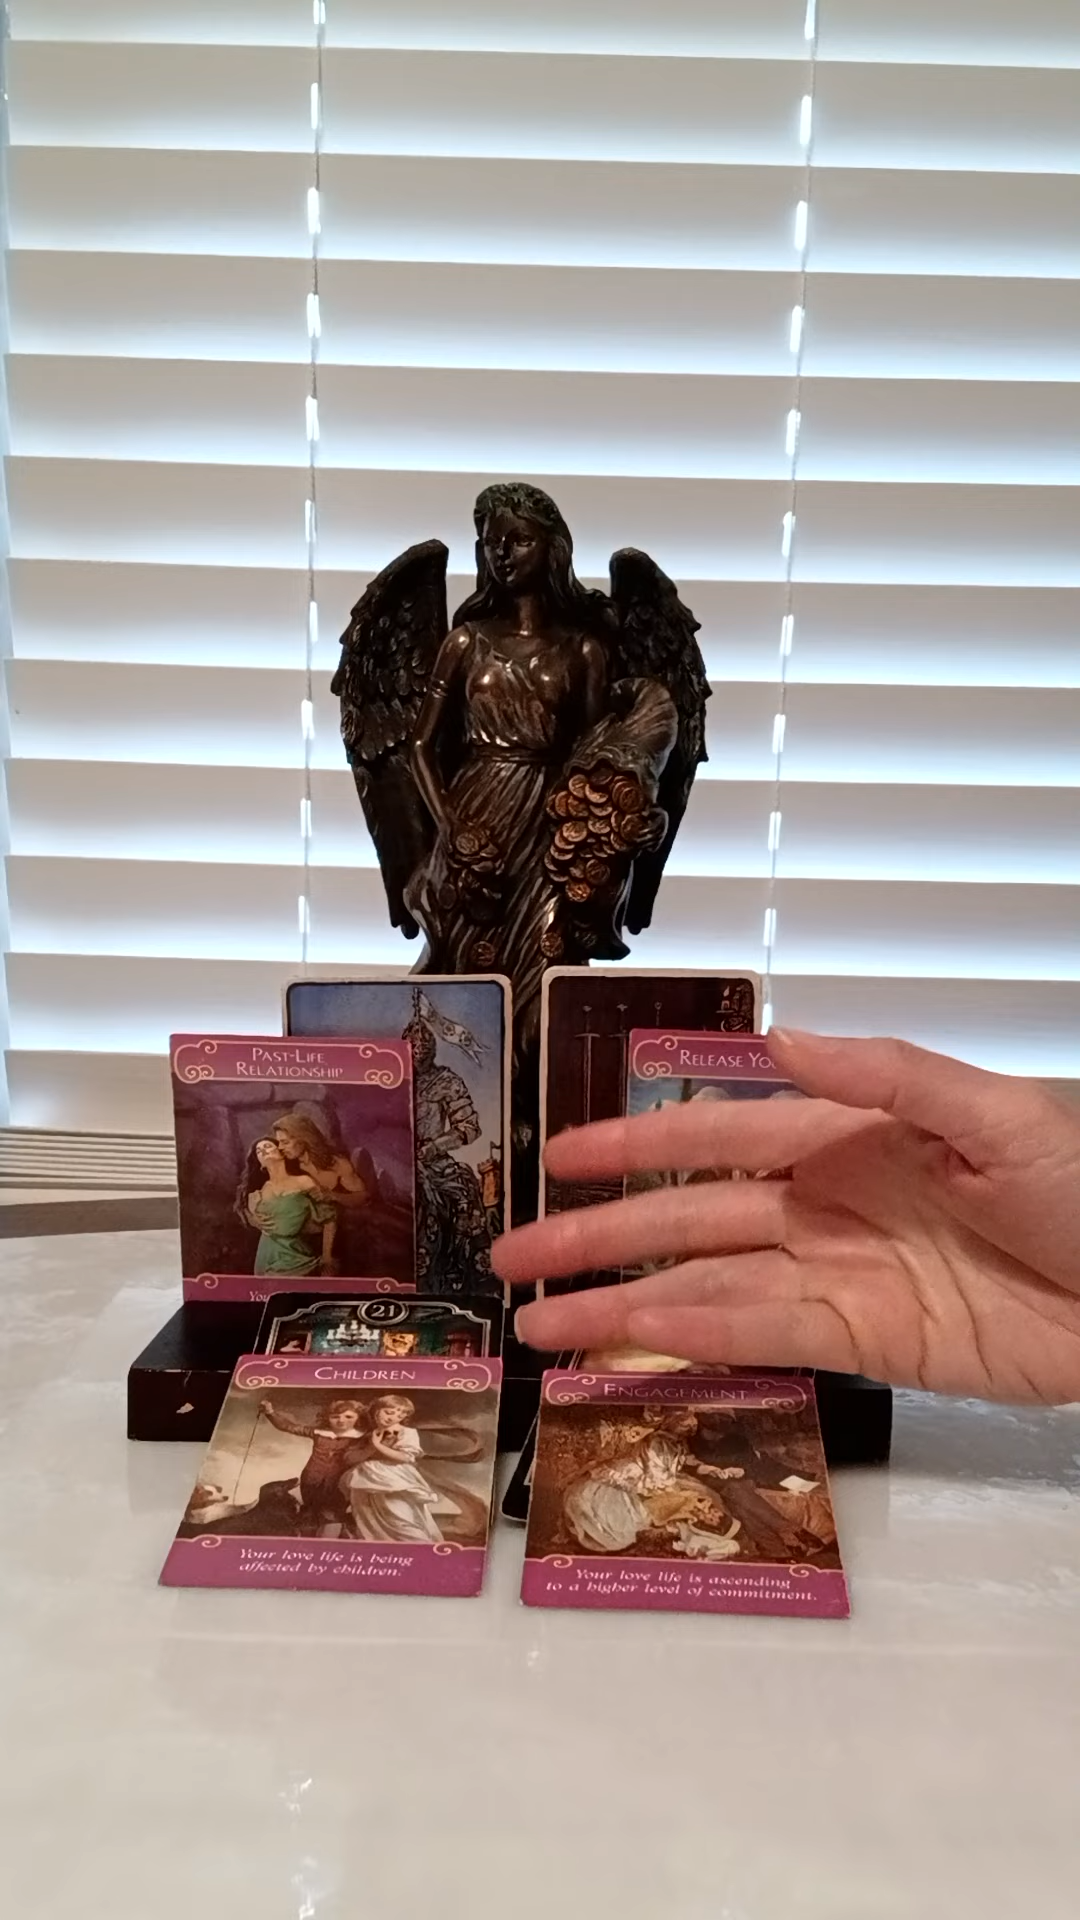 PAST-LIFE
RELATIONSHIP
RELEASE
You
21
CHILDREN
ENGAGEMENT
Your love life is being
affected by children.
Your love life is ascending
to a higher level of commitment.